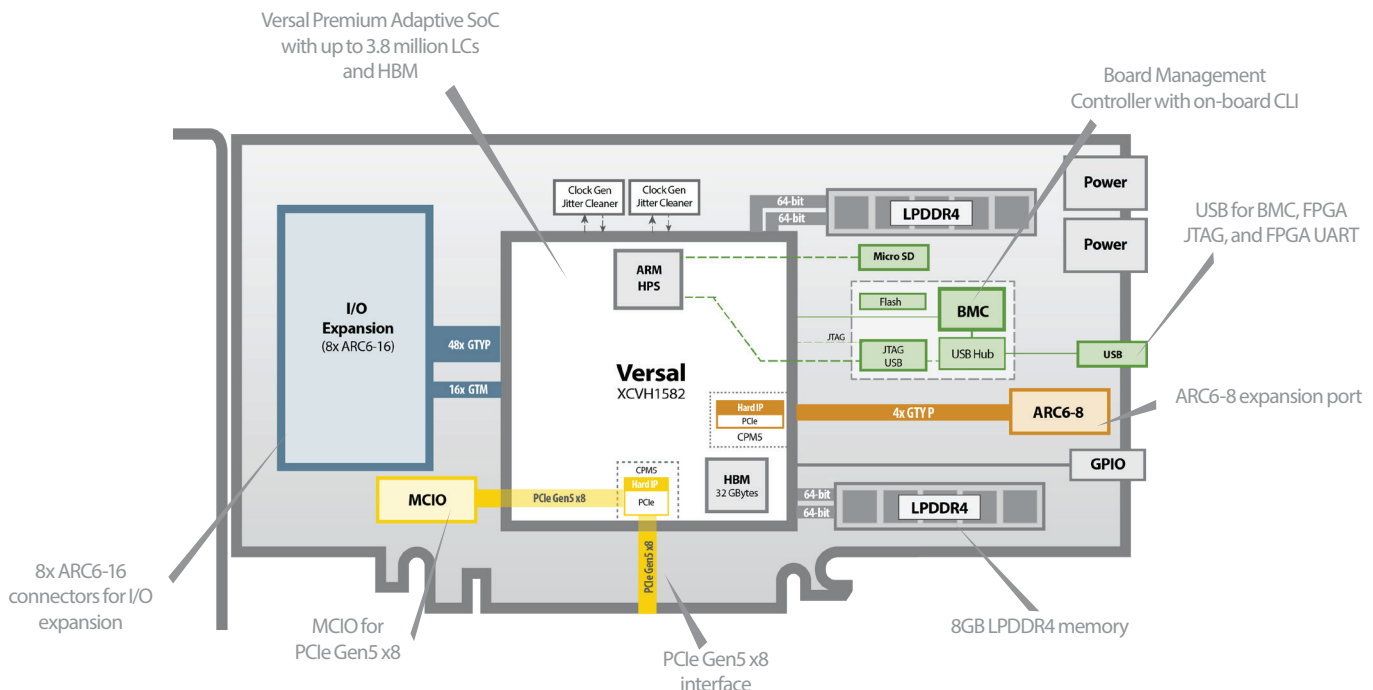 Versal Premium Adaptive SoC
with up to 3.8 million LCs
and HBM
Board Management
Controller with on-board CLI
Clock Gen
Jitter Cleaner
Clock Gen
Jitter Cleaner
64-bit
64-bit
LPDDR4
Power
Power
USB for BMC, FPGA
JTAG, and FPGA UART
ARM
HPS
Micro SD
Flash
BMC
JTAG
JTAG
USB
USB Hub
USB
I/O
Expansion
(8x ARC6-16)
48x GTYP
16x GTM
Versal
XCVH1582
Hard IP
PCIe
CPM5
4x GTY P
ARC6-8
ARC6-8 expansion port
GPIO
MCIO
PCIe Gen5 x8
CPM5
Hard IP
PCIe
HBM
32 GBytes
64-bit
64-bit
LPDDR4
PCIe Gen5 x8
8x ARC6-16
connectors for I/O
expansion
MCIO for
PCIe Gen5 x8
PCIe Gen5 x8
interface
8GB LPDDR4 memory